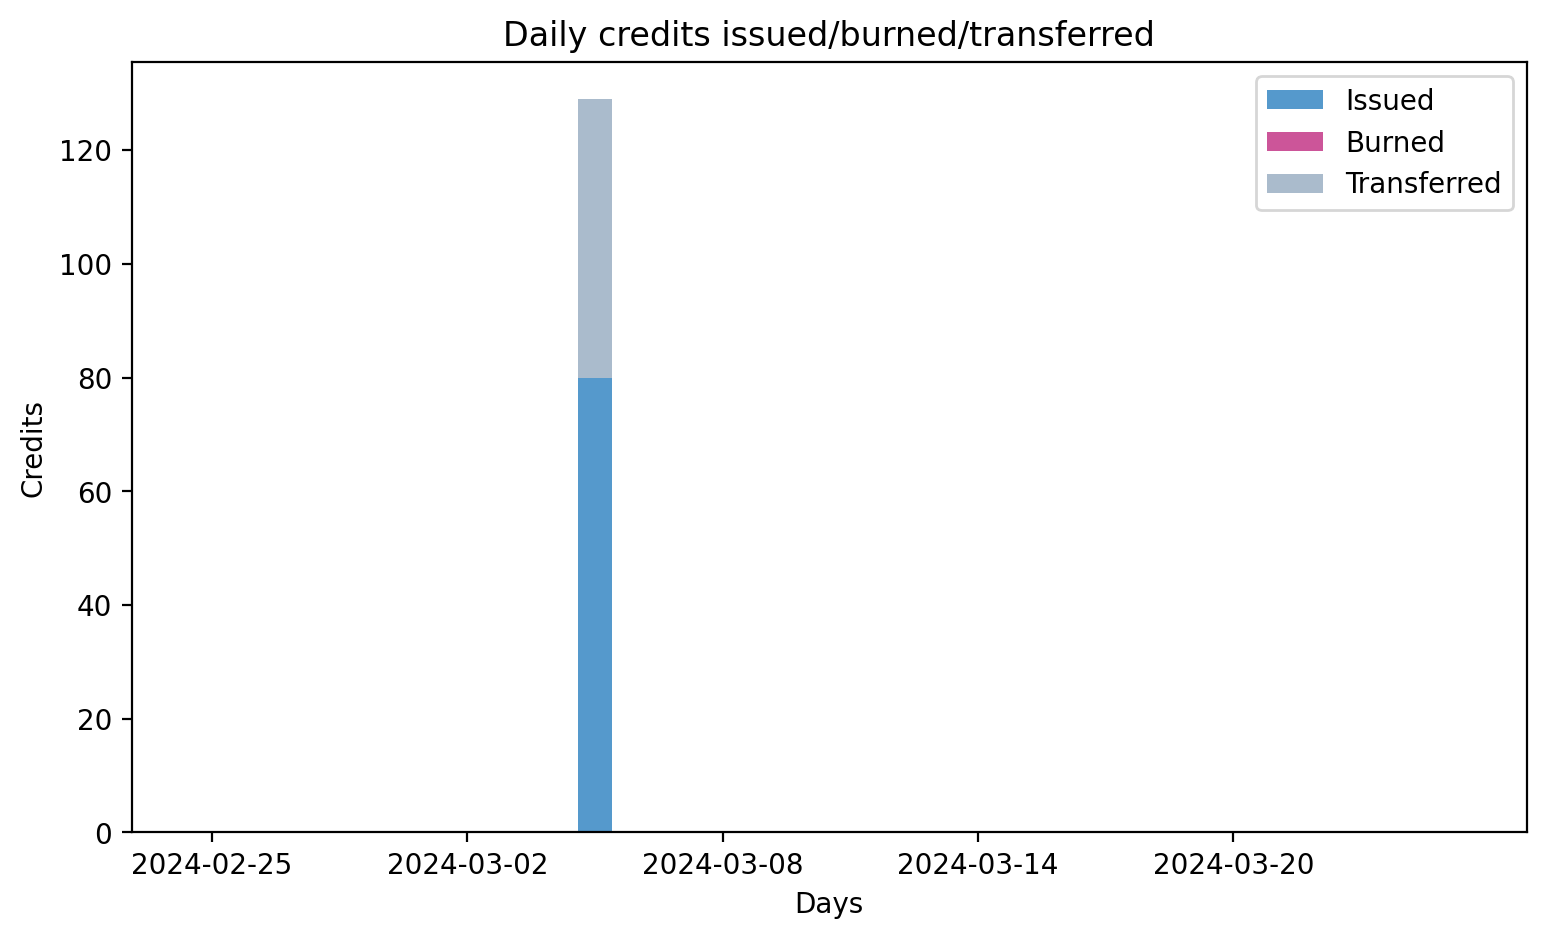 Daily credits issued/burned/transferred
Issued
Burned
Transferred
Credits
120
100
80
60
40
20
0
2024-02-25 2024-03-02 2024-03-08 2024-03-14 2024-03-20
Days